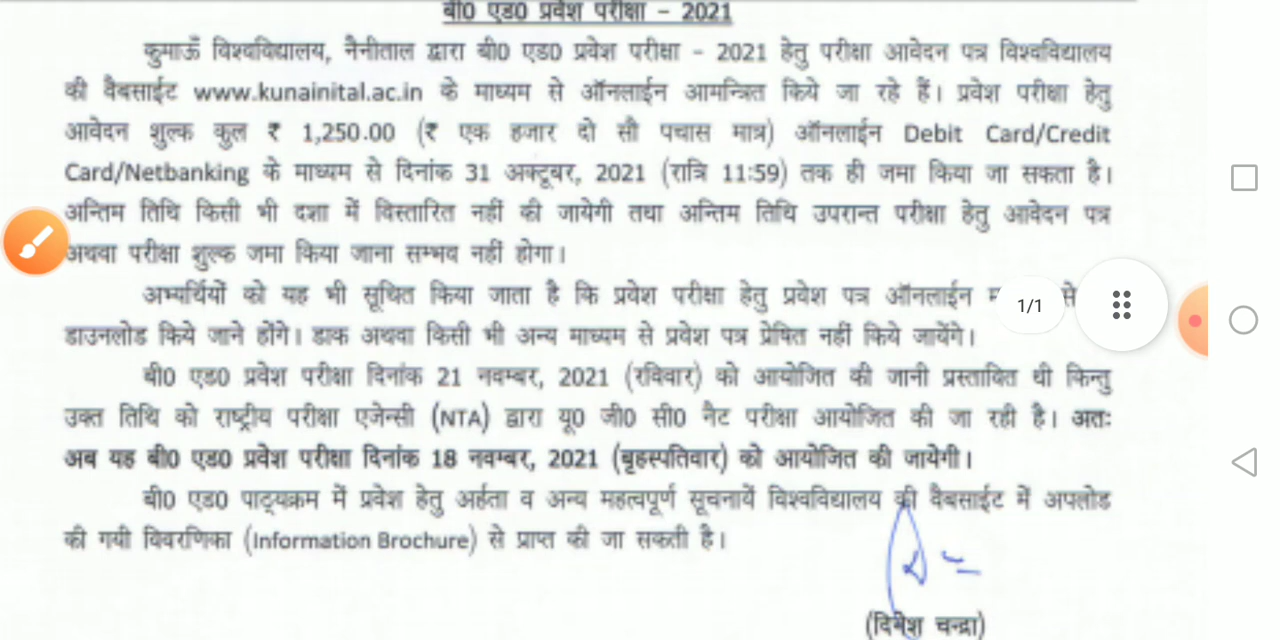 बी0 एड0 प्रवेश परीक्षा – 2021
कुमाऊँ विश्वविद्यालय, नैनीताल द्वारा बी0 एड0 प्रवेश परीक्षा – 2021 हेतु परीक्षा आवेदन पत्र विश्वविद्यालय
की वैबसाईट www.kunainital.ac.in के माध्यम से ऑनलाईन आमन्त्रित किये जा रहे हैं। प्रवेश परीक्षा हेतु
आवेदन शुल्क कुल ₹ 1,250.00 (₹ एक हजार दो सौ पचास मात्र) ऑनलाईन Debit Card/Credit
Card/Netbanking के माध्यम से दिनांक 31 अक्टूबर, 2021 (रात्रि 11:59) तक ही जमा किया जा सकता है।
अन्तिम तिथि किसी भी दशा में विस्तारित नहीं की जायेगी तथा अन्तिम तिथि उपरान्त परीक्षा हेतु आवेदन पत्र
अथवा परीक्षा शुल्क जमा किया जाना सम्भव नहीं होगा।
अभ्यर्थियों को यह भी सूचित किया जाता है कि प्रवेश परीक्षा हेतु प्रवेश पत्र ऑनलाईन से
1/1
डाउनलोड किये जाने होंगे। डाक अथवा किसी भी अन्य माध्यम से प्रवेश पत्र प्रेषित नहीं किये जायेंगे।
बी0 एड0 प्रवेश परीक्षा दिनांक 21 नवम्बर, 2021 (रविवार) को आयोजित की जानी प्रस्तावित थी किन्तु
उक्त तिथि को राष्ट्रीय परीक्षा एजेन्सी (NTA) द्वारा यू0 जी0 सी0 नैट परीक्षा आयोजित की जा रही है। अतः
अब यह बी0 एड0 प्रवेश परीक्षा दिनांक 18 नवम्बर, 2021 (बृहस्पतिवार) को आयोजित की जायेगी।
बी0 एड0 पाठ्यक्रम में प्रवेश हेतु अर्हता व अन्य महत्वपूर्ण सूचनायें विश्वविद्यालय की वैबसाईट में अपलोड
की गयी विवरणिका (Information Brochure) से प्राप्त की जा सकती है।
(दिनेश चन्द्रा)